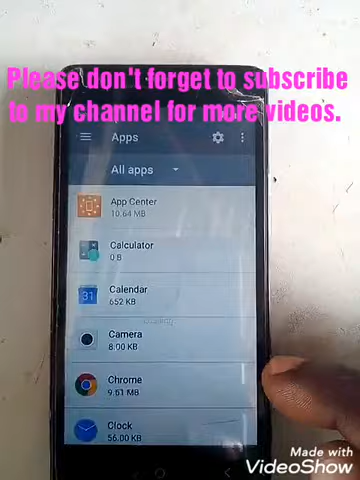 Please don't forget to subscribe
to my channel for more videos.
Apps
All apps
App Center
10.64 MB
Calculator
0 B
Calendar
31
652 KB
Camera
8.00 KB
Chrome
9.61 MB
Clock
56.00 KB
Made with
VideoShow